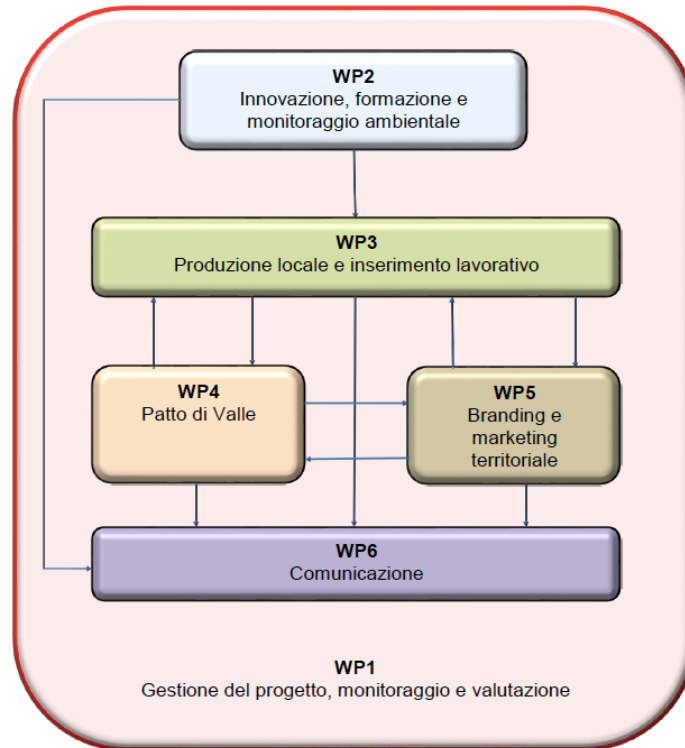 WP2
Innovazione, formazione e
monitoraggio ambientale
WP3
Produzione locale e inserimento lavorativo
WP4
Patto di Valle
WP5
Branding e
marketing
territoriale
WP6
Comunicazione
WP1
Gestione del progetto, monitoraggio e valutazione